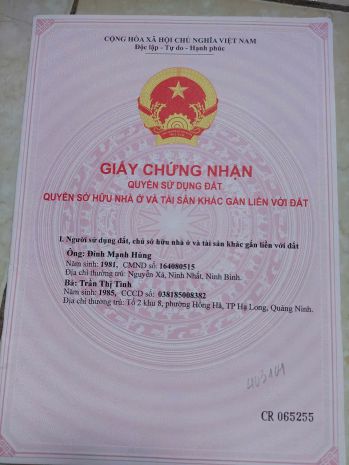 CỘNG HÒA XÃ HỘI CHỦ NGHĨA VIỆT NAM
Độc lập - Tự do - Hạnh phúc
GIẤY CHỨNG NHẬN
QUYỀN SỬ DỤNG ĐẤT
QUYỀN SỞ HỮU NHÀ Ở VÀ TÀI SẢN KHÁC GẮN LIỀN VỚI ĐẤT
I. Người sử dụng đất, chủ sở hữu nhà ở và tài sản khác gắn liền với đất
Ông: Đinh Mạnh Hùng
Năm sinh: 1981, CMND số: 164080515
Địa chỉ thường trú: Nguyên Xá, Ninh Nhất, Ninh Bình.
Bà: Trần Thị Tình
Năm sinh: 1985, CCCD số: 038185008382
Địa chỉ thường trú: Tổ 2 khu 8, phường Hồng Hà, TP Hạ Long, Quảng Ninh.
CR 065255